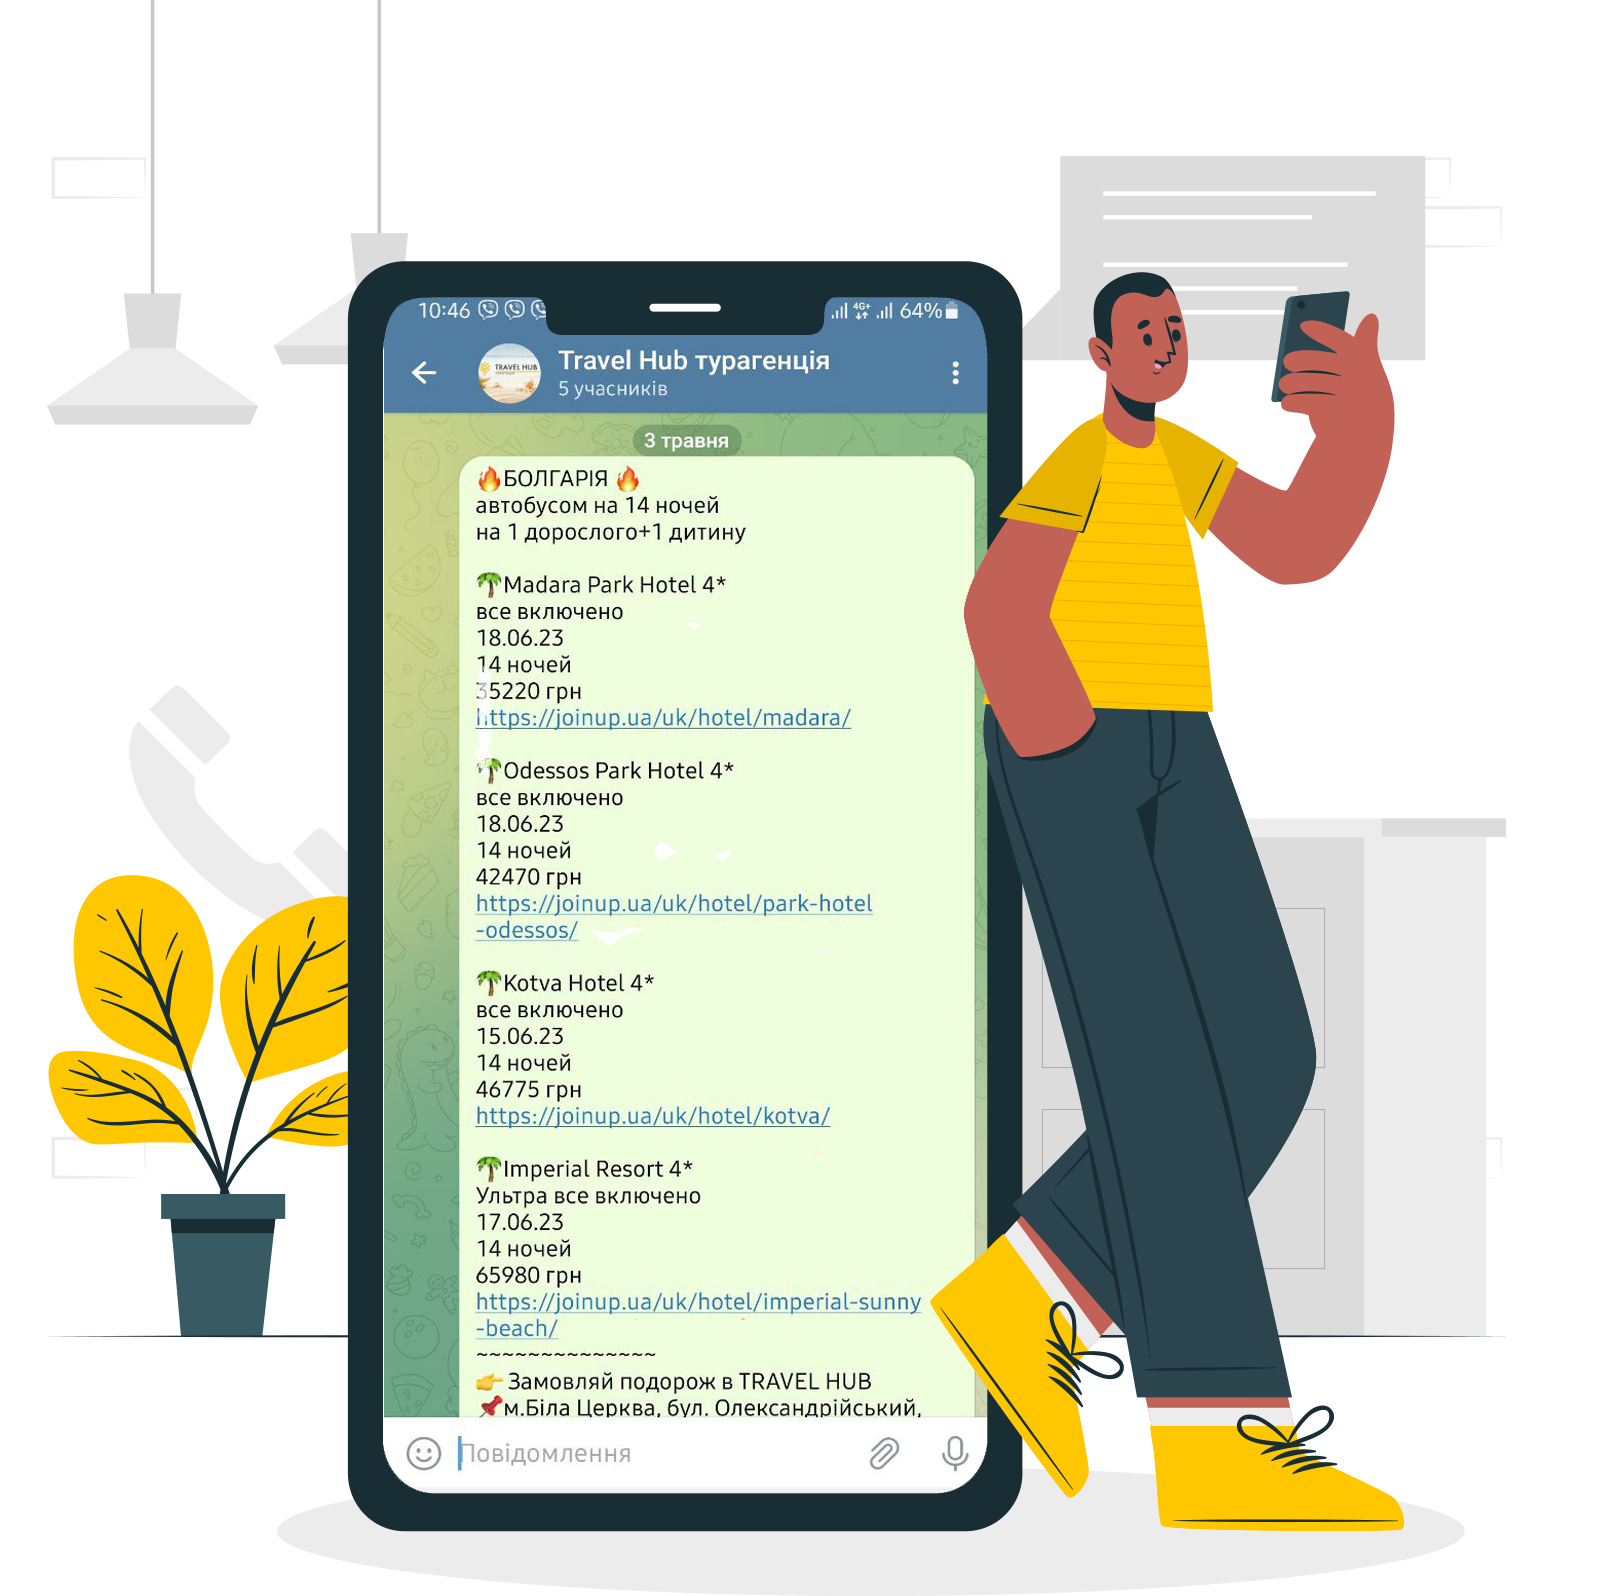 10:46 4G+ 64%
TRAVEL HUB
Travel Hub турагенція
5 учасників
3 травня
🔥БОЛГАРІЯ 🔥
автобусом на 14 ночей
на 1 дорослого+1 дитину
🌴Madara Park Hotel 4*
все включено
18.06.23
14 ночей
35220 грн
https://joinup.ua/uk/hotel/madara/
🌴Odessos Park Hotel 4*
все включено
18.06.23
14 ночей
42470 грн
https://joinup.ua/uk/hotel/park-hotel
-odessos/
🌴Kotva Hotel 4*
все включено
15.06.23
14 ночей
46775 грн
https://joinup.ua/uk/hotel/kotva/
🌴Imperial Resort 4*
Ультра все включено
17.06.23
14 ночей
65980 грн
https://joinup.ua/uk/hotel/imperial-sunny
-beach/
~~~~~~~~~~~~~~
👉Замовляй подорож в TRAVEL HUB
📌м.Біла Церква, бул. Олександрійський,
Повідомлення